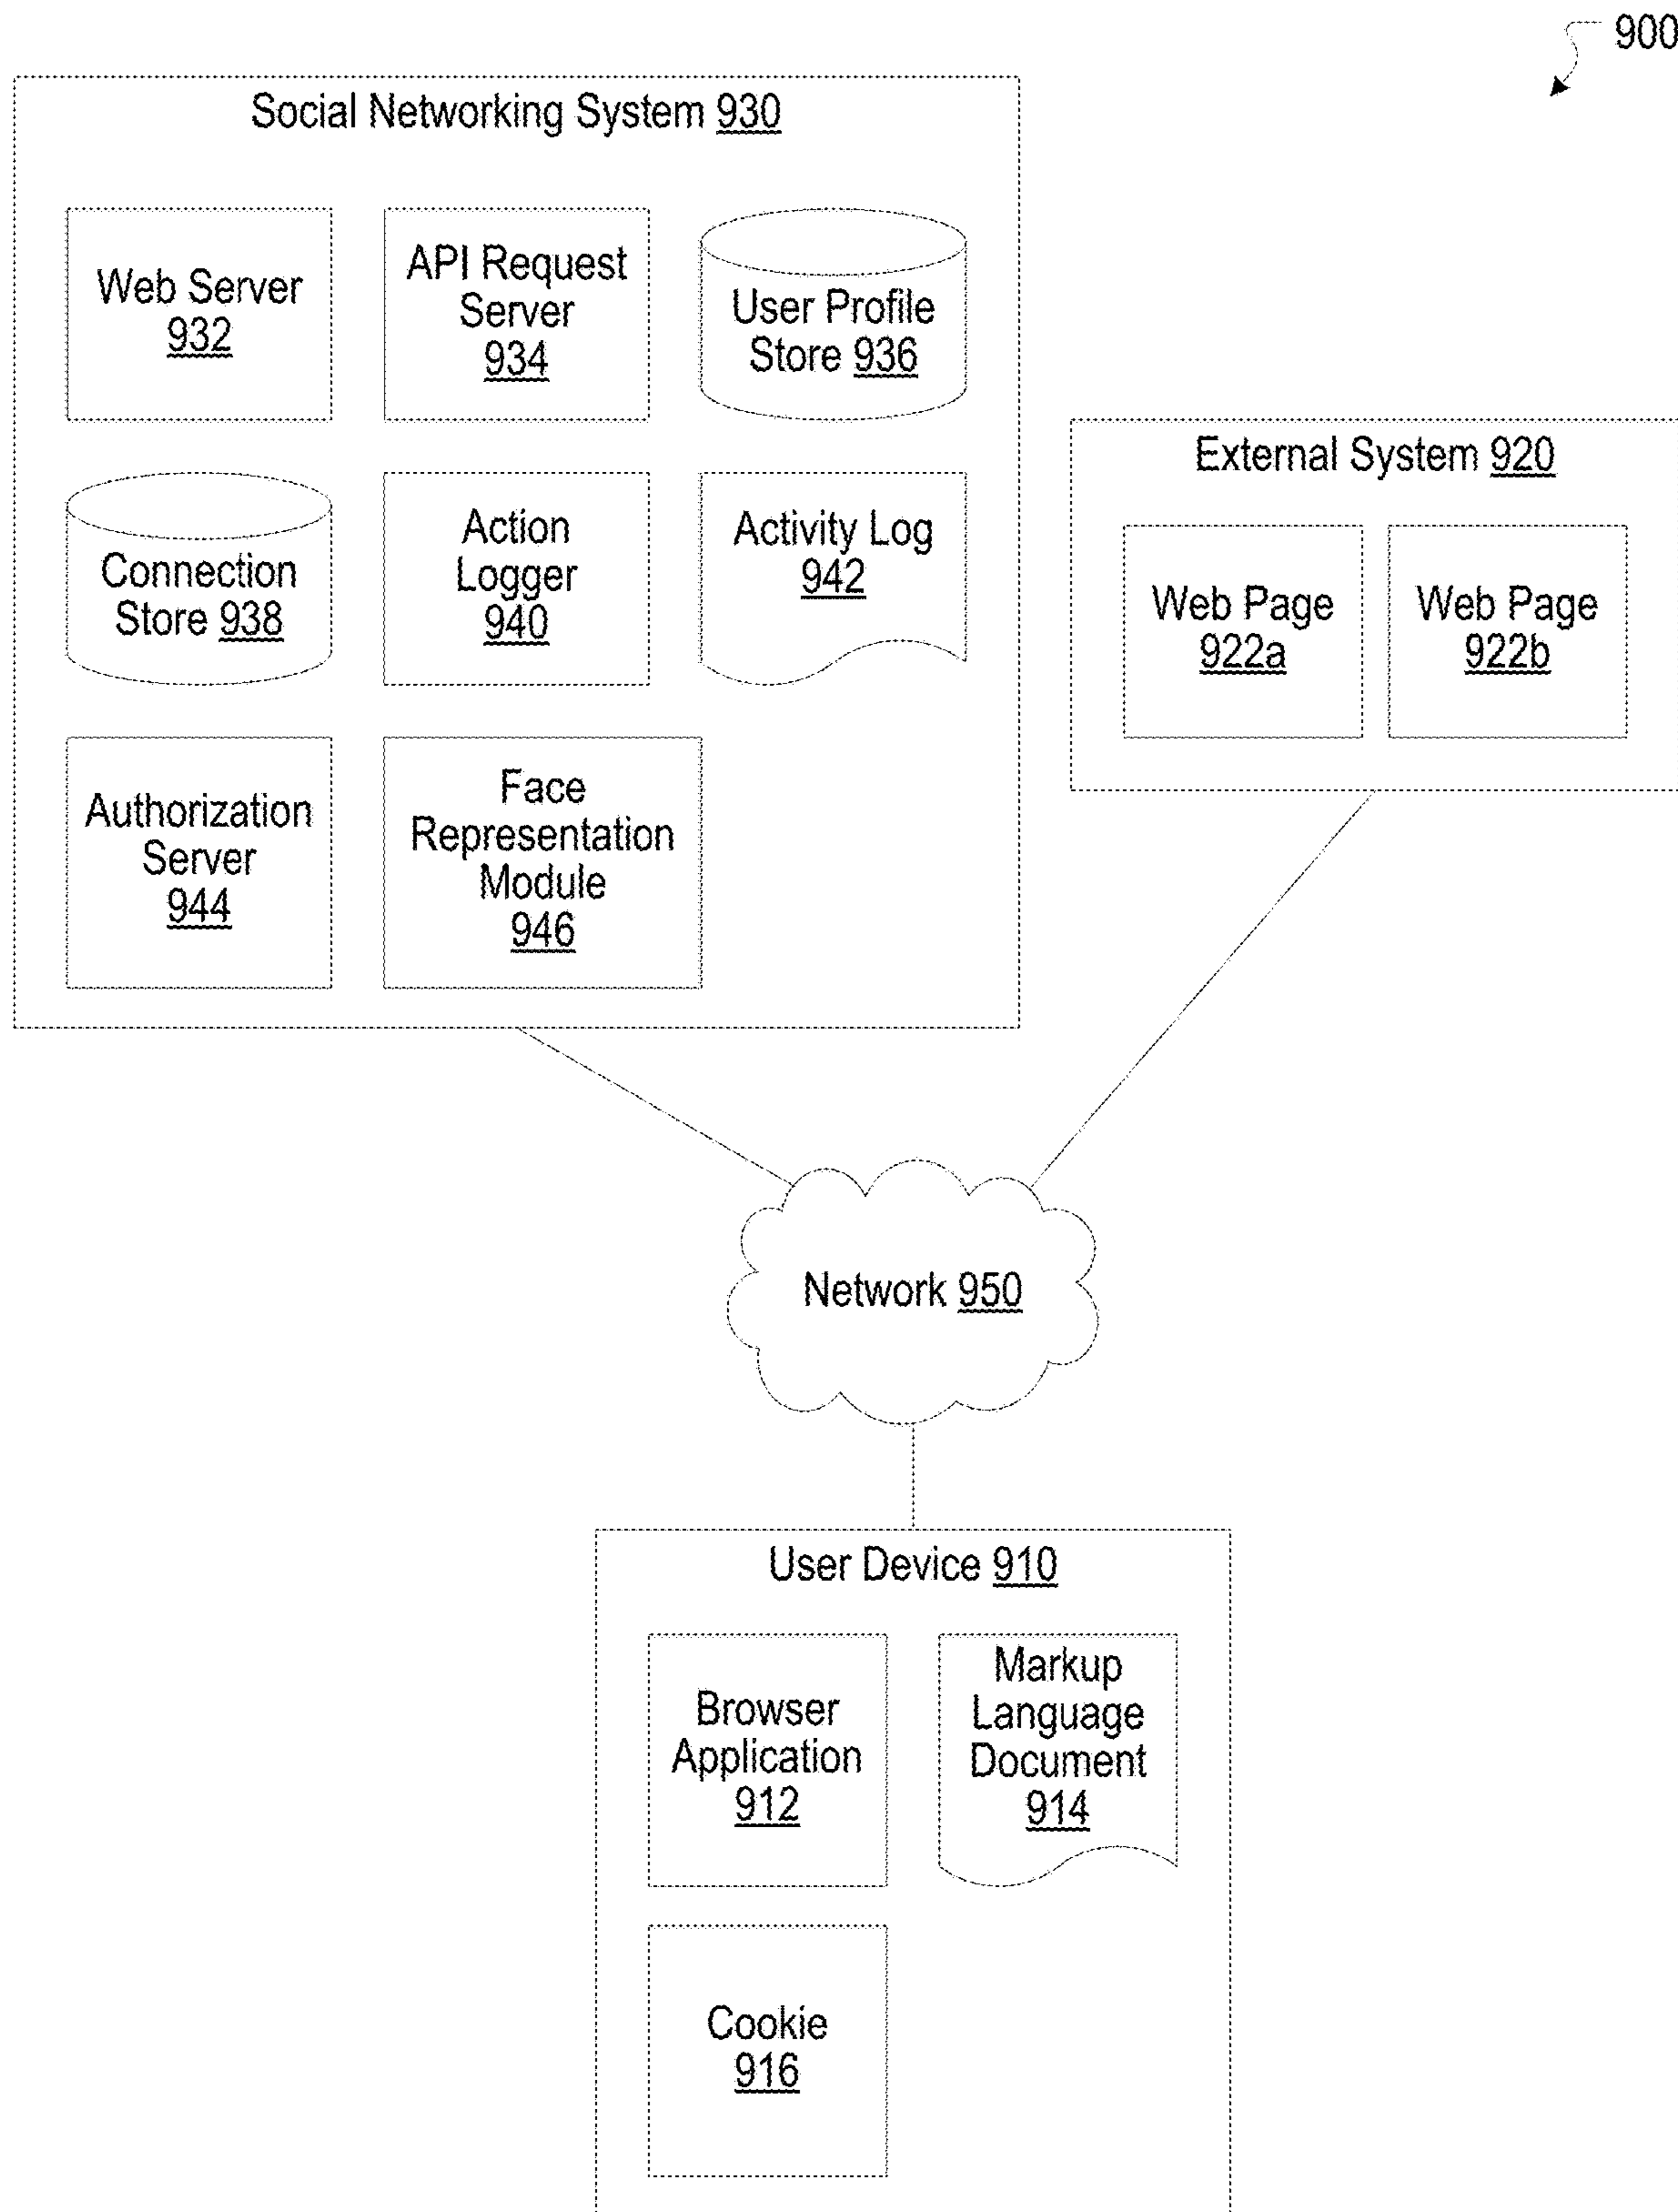 900
Social Networking System 930
Web Server
932
API Request
Server
934
User Profile
Store 936
Connection
Store 938
Action
Logger
940
Activity Log
942
Authorization
Server
944
Face
Representation
Module
946
External System 920
Web Page
922a
Web Page
922b
Network 950
User Device 910
Browser
Application
912
Markup
Language
Document
914
Cookie
916